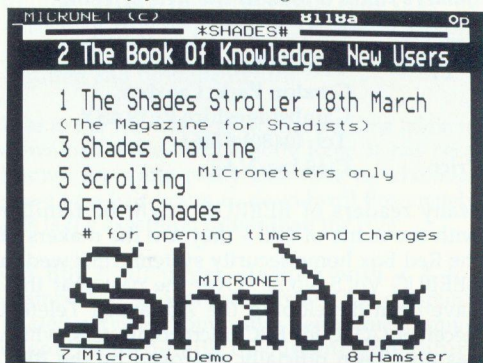 MICRONET (c) 8118a 0p
*SHADES#
2 The Book Of Knowledge New Users
1 The Shades Stroller 18th March
(The Magazine for Shadists)
3 Shades Chatline
5 Scrolling Micronetters only
9 Enter Shades
# for opening times and charges
MICRONET
Shades
7 Micronet Demo 8 Hamster